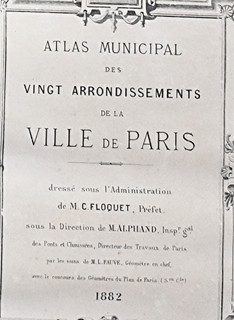 ATLAS MUNICIPAL
DES
VINGT ARRONDISSEMENTS
DE LA
VILLE DE PARIS
dressé sous l'Administration
de M. C. FLOQUET, Préfet.
sous la Direction de M. ALPHAND, Inspr. gal
des Ponts et Chaussées, Directeur des Travaux de Paris
par les soins de M. L. FAUVE, Géomètre en chef,
avec le concours des Géomètres du Plan de Paris.
1882